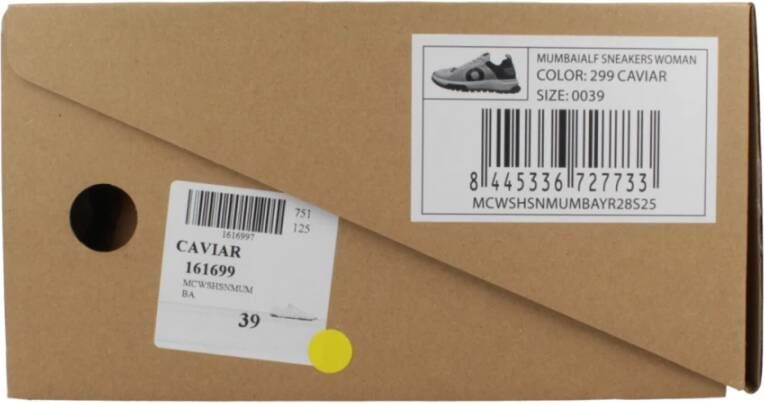 MUMBAIALF SNEAKERS WOMAN
COLOR: 299 CAVIAR
SIZE: 0039
8 445336 727733
MCWSHSNMUMBAYR28S25
751
125
1616997
CAVIAR
161699
MCWSHSNMUM
BA.
39